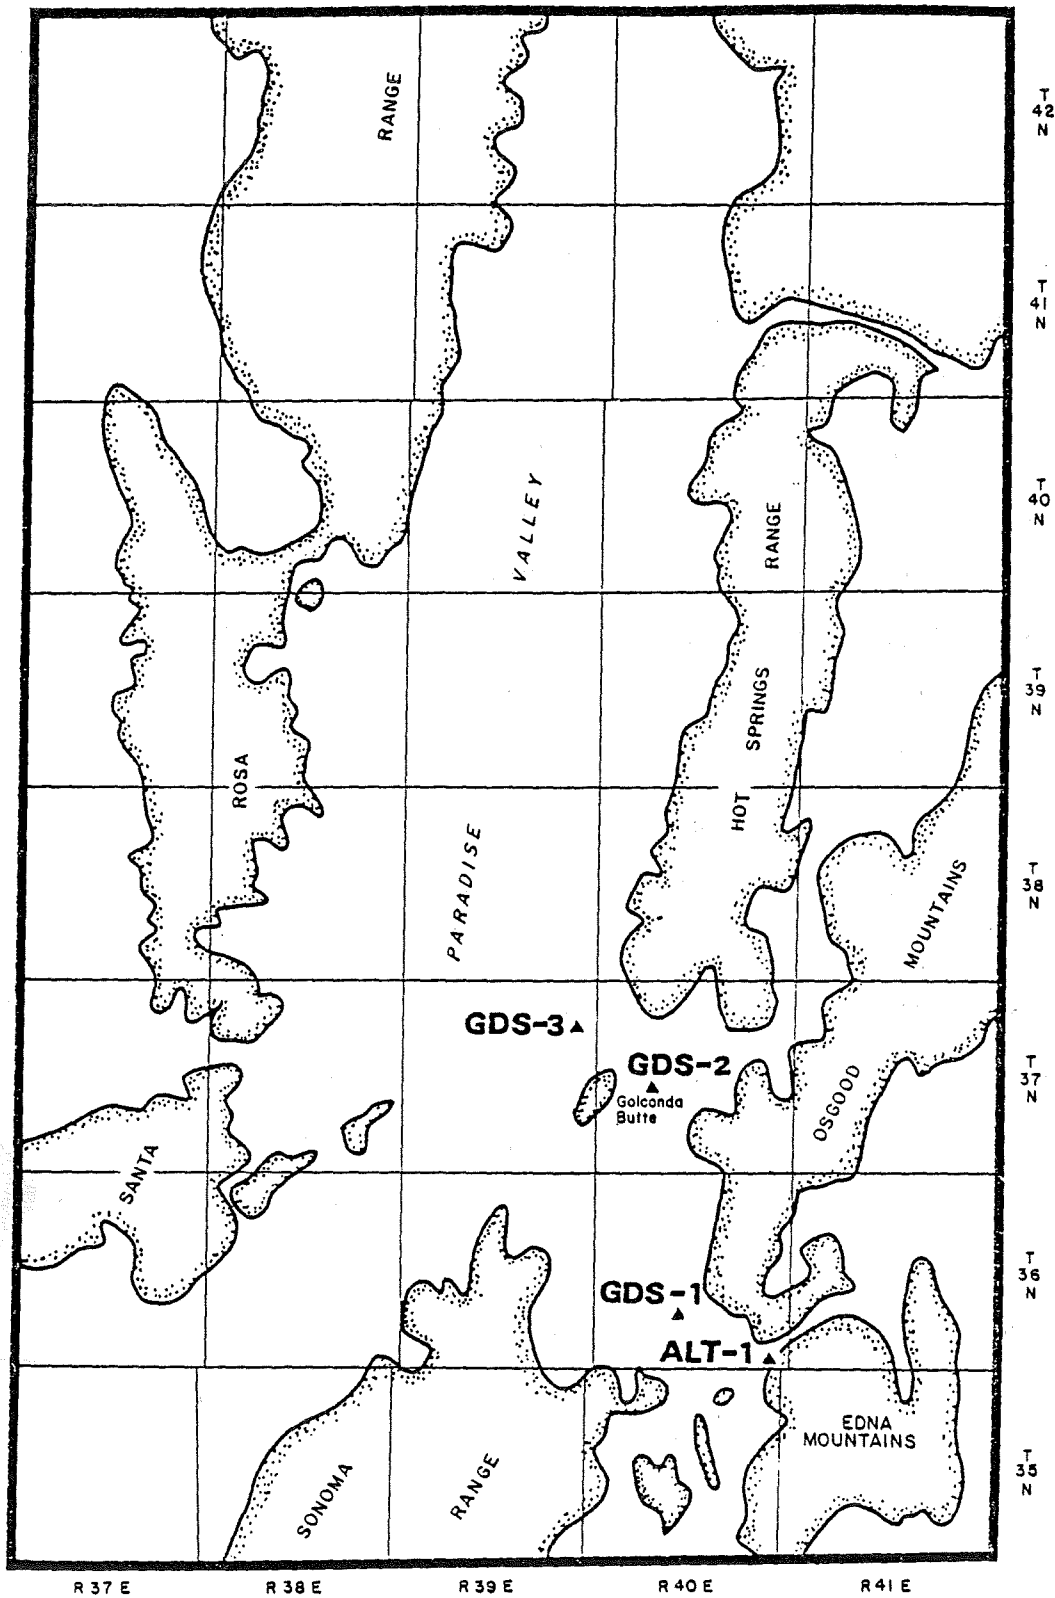 RANGE
T
42
N
T
41
N
VALLEY
RANGE
T
40
N
ROSA
HOT SPRINGS
T
39
N
PARADISE
MOUNTAINS
T
38
N
GDS-3
GDS-2
Golconda
Butte
OSGOOD
T
37
N
SANTA
GDS-1
T
36
N
ALT-1
EDNA
MOUNTAINS
SONOMA
RANGE
T
35
N
R 37 E
R 38 E
R 39 E
R 40 E
R 41 E